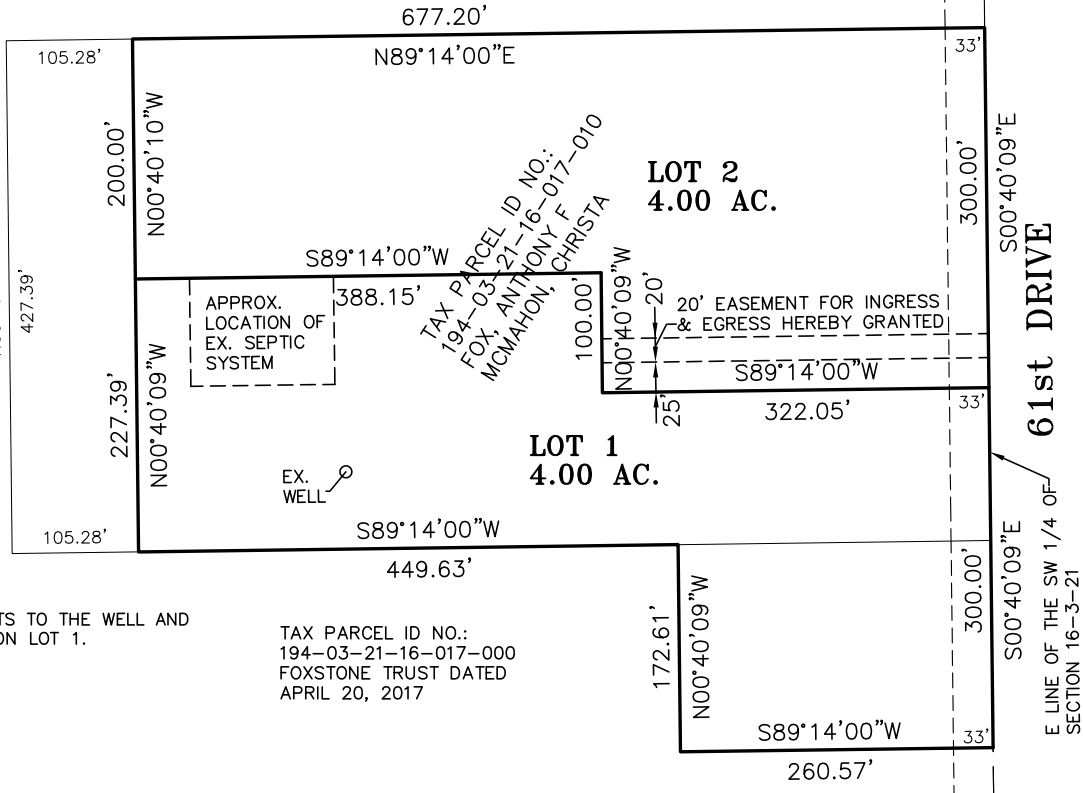 677.20'
105.28'
N89°14'00"E
33'
200.00'
N00°40'10"W
TAX PARCEL ID NO.:
194-03-21-16-017-010
FOX, ANTHONY F
MCMAHON, CHRISTA
LOT 2
4.00 AC.
300.00'
S00°40'09"E
61st DRIVE
427.39'
S89°14'00"W
388.15'
APPROX.
LOCATION OF
EX. SEPTIC
SYSTEM
100.00'
N00°40'09"W
20'
20' EASEMENT FOR INGRESS
& EGRESS HEREBY GRANTED
S89°14'00"W
25'
322.05'
33'
227.39'
N00°40'09"W
LOT 1
4.00 AC.
EX.
WELL
105.28'
S89°14'00"W
449.63'
300.00'
S00°40'09"E
E LINE OF THE SW 1/4 OF
SECTION 16-3-21
TS TO THE WELL AND
ON LOT 1.
TAX PARCEL ID NO.:
194-03-21-16-017-000
FOXSTONE TRUST DATED
APRIL 20, 2017
172.61'
N00°40'09"W
S89°14'00"W
33'
260.57'